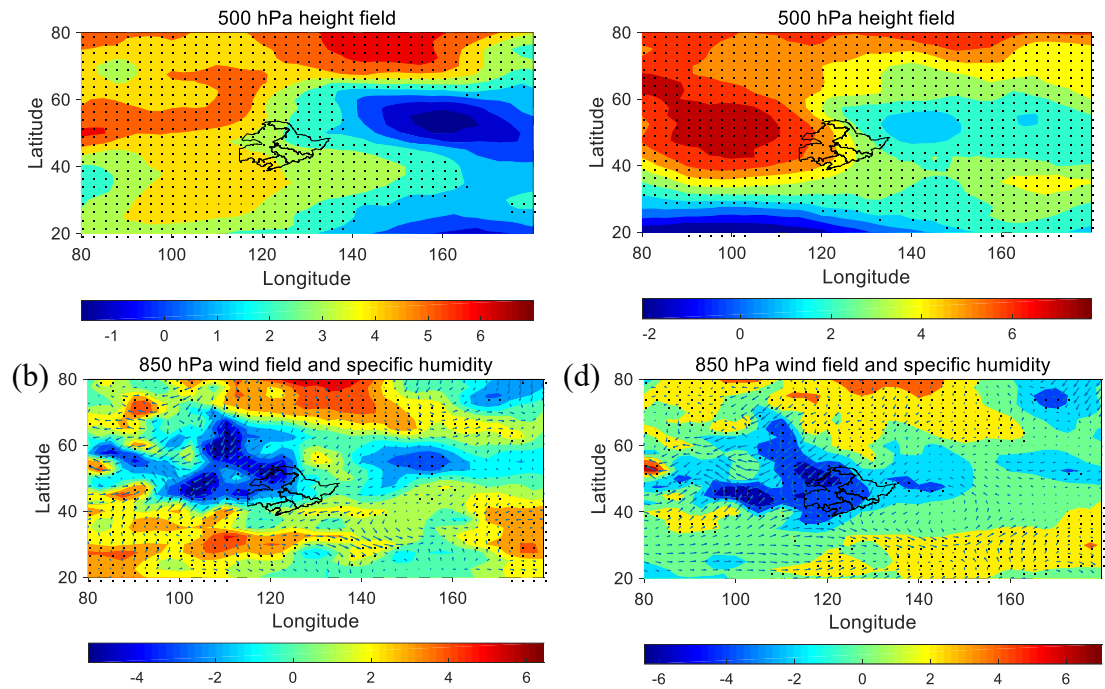 500 hPa height field
80
60
40
20
Latitude
80 100 120 140 160
Longitude
-1 0 1 2 3 4 5 6
500 hPa height field
80
60
40
20
Latitude
80 100 120 140 160
Longitude
-2 0 2 4 6
(b)
850 hPa wind field and specific humidity
80
60
40
20
Latitude
80 100 120 140 160
Longitude
-4 -2 0 2 4 6
(d)
850 hPa wind field and specific humidity
80
60
40
20
Latitude
80 100 120 140 160
Longitude
-6 -4 -2 0 2 4 6